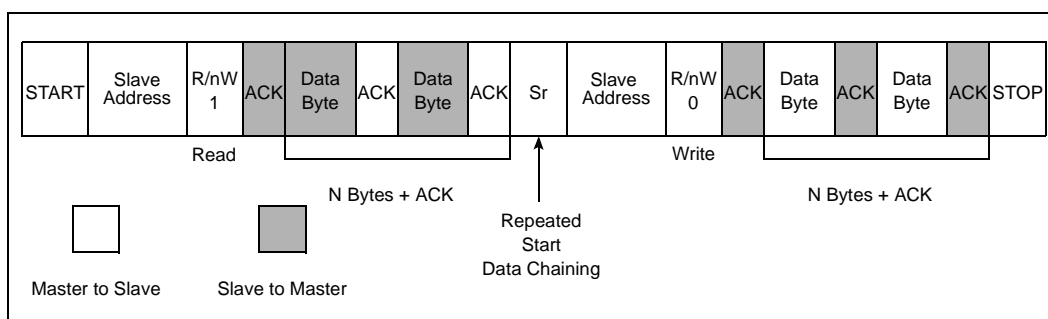 START
Slave
Address
R/nW
1
ACK
Data
Byte
ACK
Data
Byte
ACK
Sr
Slave
Address
R/nW
0
ACK
Data
Byte
ACK
Data
Byte
ACK
STOP
Read
Write
N Bytes + ACK
N Bytes + ACK
Repeated
Start
Data Chaining
Master to Slave
Slave to Master